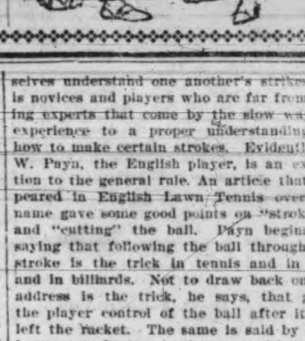 selves understand one another's strikes
is novices and players who are far from
ing experts that come by the slow wa
experience to a proper understanding
how to make certain strokes. Evidentl
W. Payn, the English player, is an ex
tion to the general rule. An article that
peared in English Lawn Tennis over
name gave some good points on "strok
and "cutting" the ball. Payn begins
saying that following the ball through
stroke is the trick in tennis and in
and in billiards. Not to draw back on
address is the trick, he says, that
the player control of the ball after it
left the racket. The same is said by